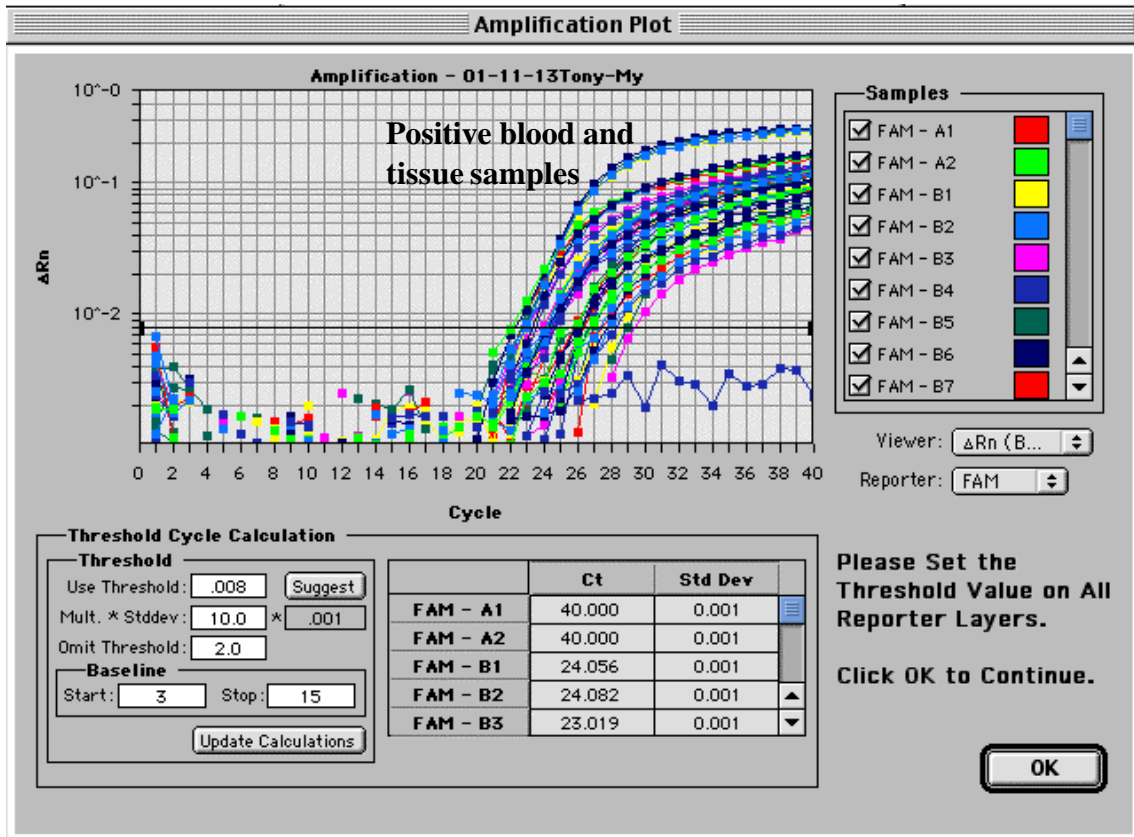 Amplification Plot
Amplification - 01-11-13Tony-My
10^-0
10^-1
10^-2
ΔRn
Positive blood and
tissue samples
0 2 4 6 8 10 12 14 16 18 20 22 24 26 28 30 32 34 36 38 40
Cycle
Samples
FAM - A1
FAM - A2
FAM - B1
FAM - B2
FAM - B3
FAM - B4
FAM - B5
FAM - B6
FAM - B7
Viewer: ΔRn (B...
Reporter: FAM
Threshold Cycle Calculation
Threshold
Use Threshold: .008 Suggest
Mult. * Stddev: 10.0 * .001
Omit Threshold: 2.0
Baseline
Start: 3 Stop: 15
Update Calculations
Ct Std Dev
FAM - A1 40.000 0.001
FAM - A2 40.000 0.001
FAM - B1 24.056 0.001
FAM - B2 24.082 0.001
FAM - B3 23.019 0.001
Please Set the
Threshold Value on All
Reporter Layers.
Click OK to Continue.
OK